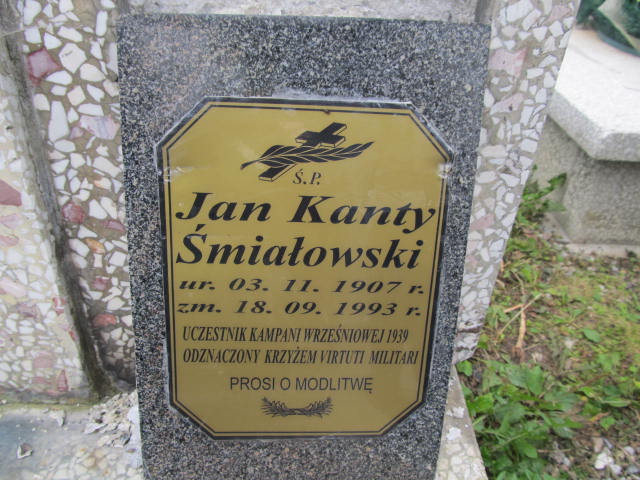 Ś.P.
Jan Kanty
Śmiałowski
ur. 03. 11. 1907 r.
zm. 18. 09. 1993 r.
UCZESTNIK KAMPANI WRZEŚNIOWEJ 1939
ODZNACZONY KRZYŻEM VIRTUTI MILITARI
PROSI O MODLITWĘ